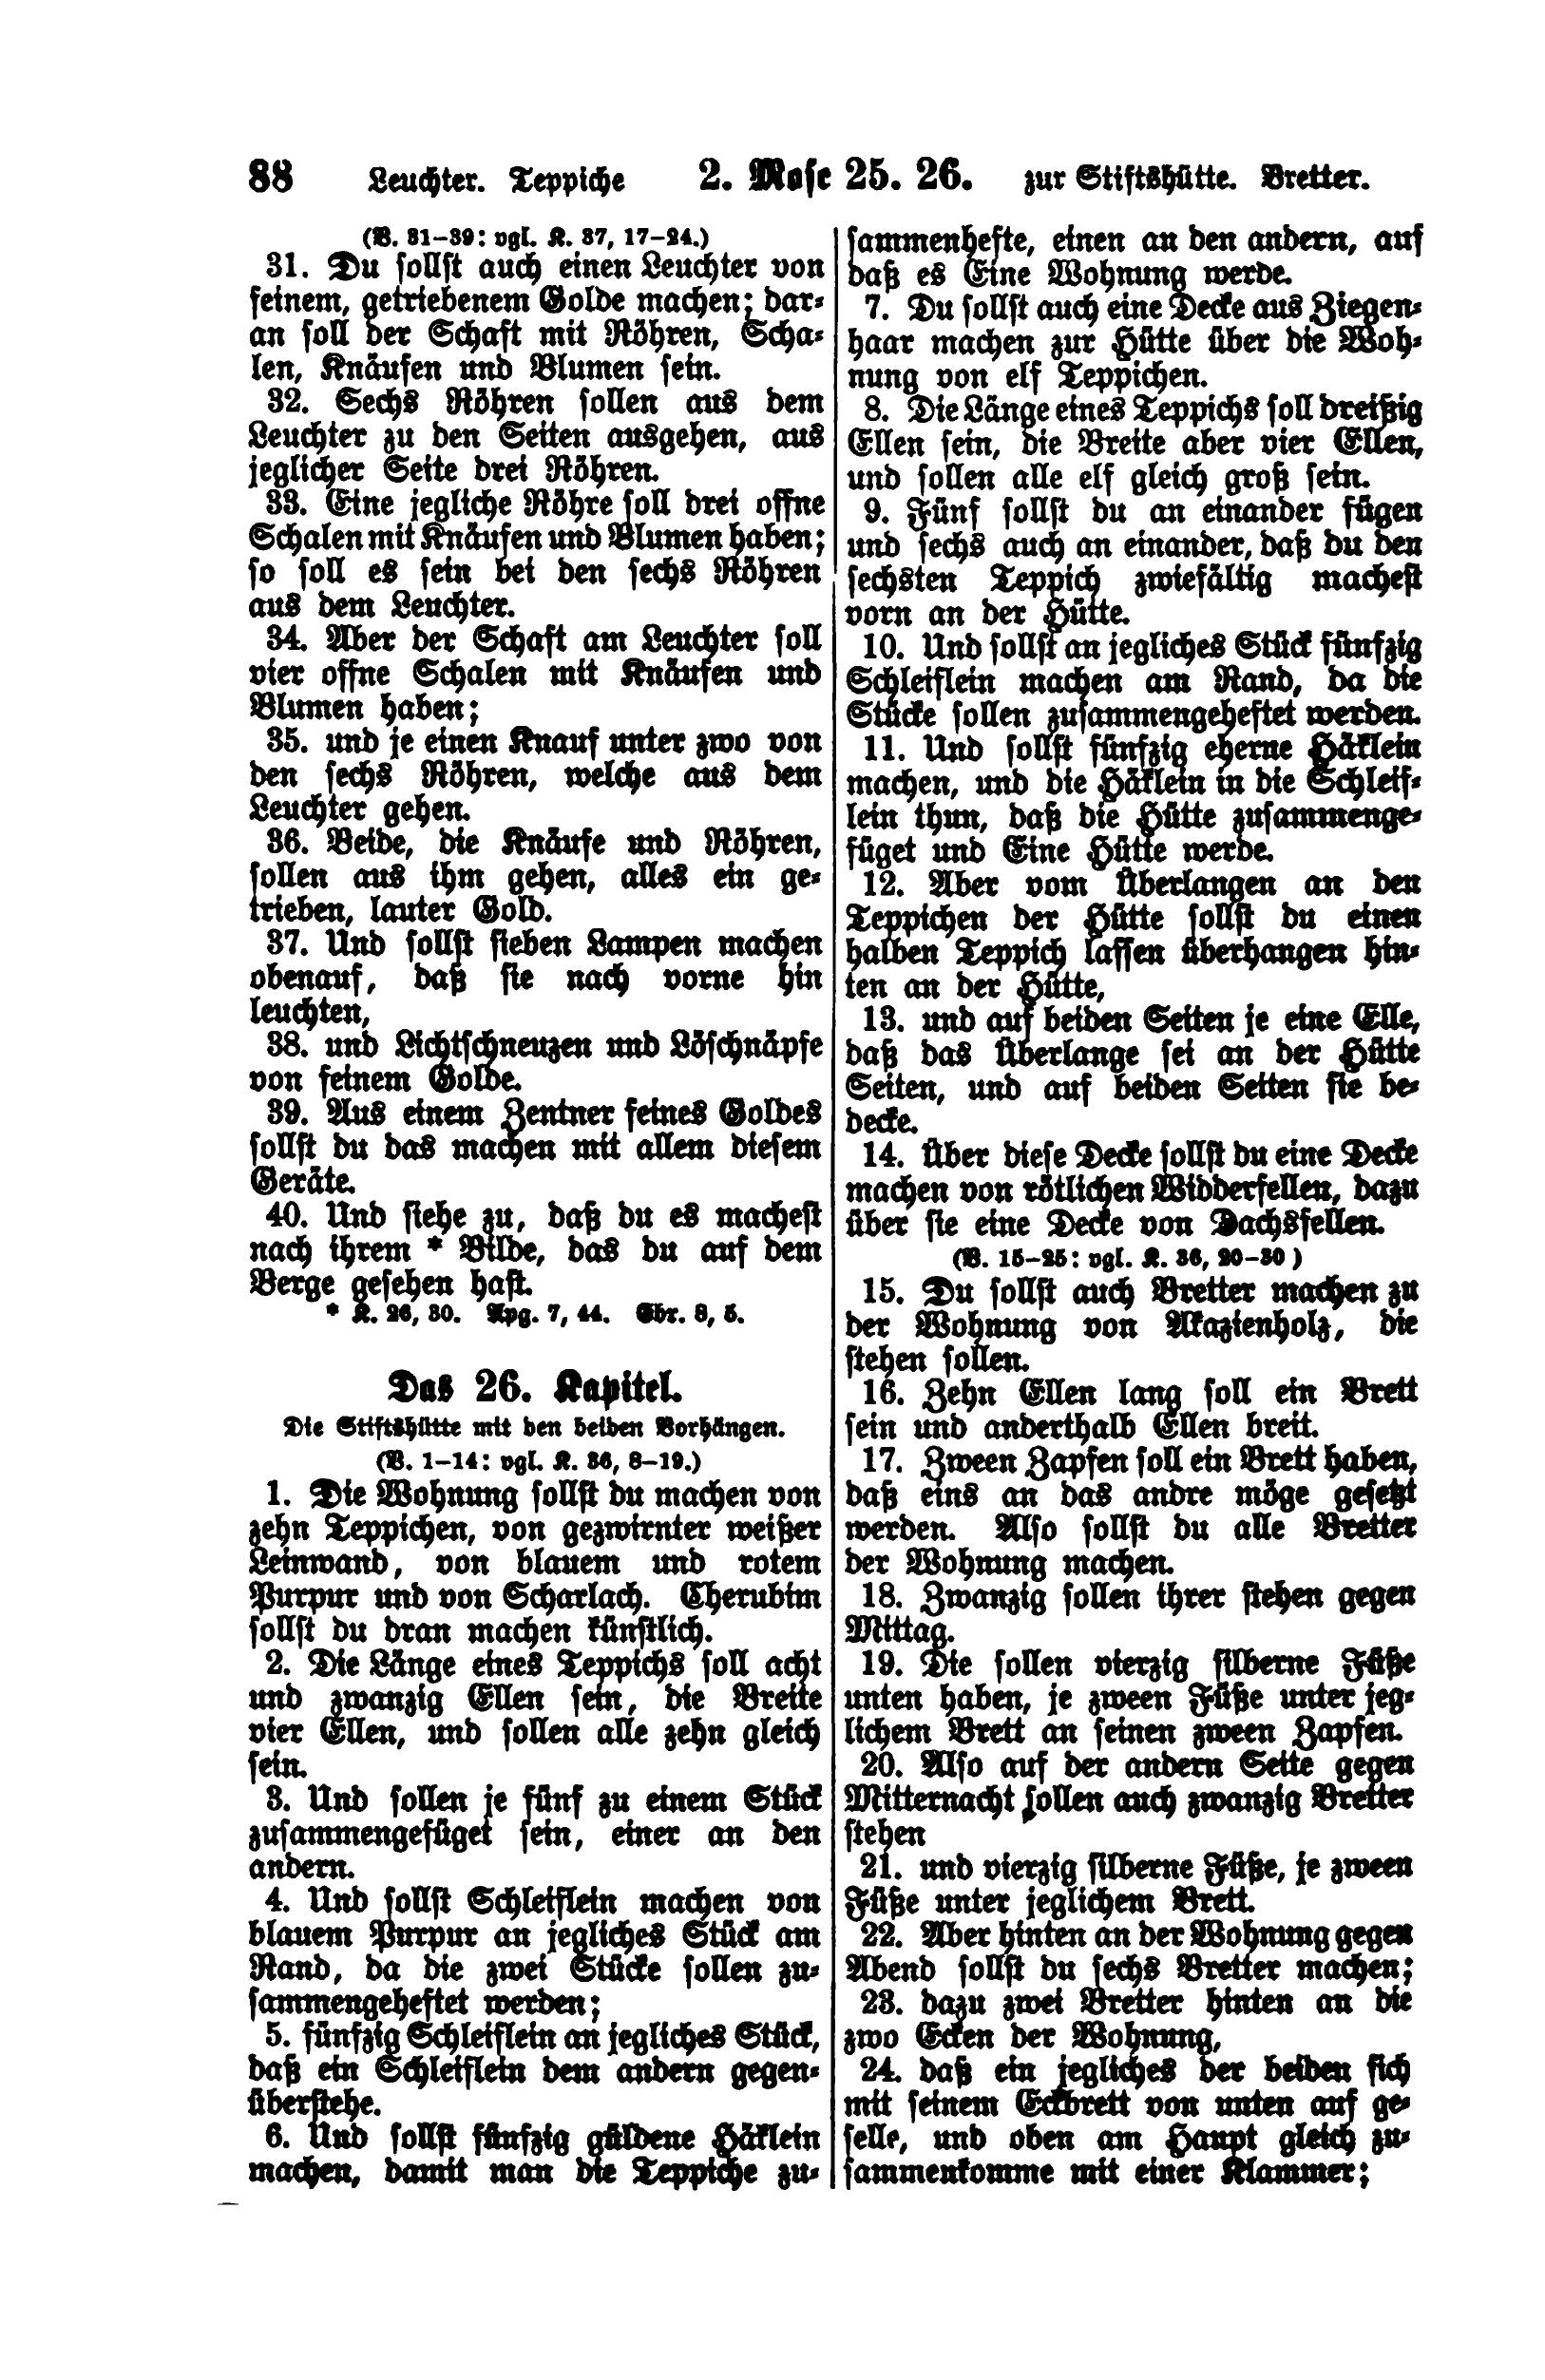 88 Leuchter. Teppiche 2. Mose 25. 26. zur Stiftshütte. Bretter.
(V. 31–39: vgl. K. 37, 17–24.)
31. Du sollst auch einen Leuchter von
feinem, getriebenem Golde machen; dar-
an soll der Schaft mit Röhren, Scha-
len, Knäufen und Blumen sein.
32. Sechs Röhren sollen aus dem
Leuchter zu den Seiten ausgehen, aus
jeglicher Seite drei Röhren.
33. Eine jegliche Röhre soll drei offne
Schalen mit Knäufen und Blumen haben;
so soll es sein bei den sechs Röhren
aus dem Leuchter.
34. Aber der Schaft am Leuchter soll
vier offne Schalen mit Knäufen und
Blumen haben;
35. und je einen Knauf unter zwo von
den sechs Röhren, welche aus dem
Leuchter gehen.
36. Beide, die Knäufe und Röhren,
sollen aus ihm gehen, alles ein ge-
trieben, lauter Gold.
37. Und sollst sieben Lampen machen
obenauf, daß sie nach vorne hin
leuchten,
38. und Lichtschneuzen und Löschnäpfe
von feinem Golde.
39. Aus einem Zentner feines Goldes
sollst du das machen mit allem diesem
Geräte.
40. Und siehe zu, daß du es machest
nach ihrem * Bilde, das du auf dem
Berge gesehen hast.
* K. 26, 30. Apg. 7, 44. Ebr. 8, 5.
Das 26. Kapitel.
Die Stiftshütte mit den beiden Vorhängen.
(V. 1–14: vgl. K. 36, 8–19.)
1. Die Wohnung sollst du machen von
zehn Teppichen, von gezwirnter weißer
Leinwand, von blauem und rotem
Purpur und von Scharlach. Cherubim
sollst du dran machen künstlich.
2. Die Länge eines Teppichs soll acht
und zwanzig Ellen sein, die Breite
vier Ellen, und sollen alle zehn gleich
sein.
3. Und sollen je fünf zu einem Stück
zusammengefüget sein, einer an den
andern.
4. Und sollst Schleiflein machen von
blauem Purpur an jegliches Stück am
Rand, da die zwei Stücke sollen zu-
sammengeheftet werden;
5. fünfzig Schleiflein an jegliches Stück,
daß ein Schleiflein dem andern gegen-
überstehe.
6. Und sollst fünfzig güldene Häklein
machen, damit man die Teppiche zu-
sammenhefte, einen an den andern, auf
daß es Eine Wohnung werde.
7. Du sollst auch eine Decke aus Ziegen-
haar machen zur Hütte über die Woh-
nung von elf Teppichen.
8. Die Länge eines Teppichs soll dreißig
Ellen sein, die Breite aber vier Ellen,
und sollen alle elf gleich groß sein.
9. Fünf sollst du an einander fügen
und sechs auch an einander, daß du den
sechsten Teppich zwiefältig machest
vorn an der Hütte.
10. Und sollst an jegliches Stück fünfzig
Schleiflein machen am Rand, da die
Stücke sollen zusammengeheftet werden.
11. Und sollst fünfzig eherne Häklein
machen, und die Häklein in die Schleif-
lein thun, daß die Hütte zusammenge-
füget und Eine Hütte werde.
12. Aber vom Überlangen an den
Teppichen der Hütte sollst du einen
halben Teppich lassen überhangen hin-
ten an der Hütte,
13. und auf beiden Seiten je eine Elle,
daß das Überlange sei an der Hütte
Seiten, und auf beiden Seiten sie be-
decke.
14. Über diese Decke sollst du eine Decke
machen von rötlichen Widderfellen, dazu
über sie eine Decke von Dachsfellen.
(V. 15–25: vgl. K. 36, 20–30)
15. Du sollst auch Bretter machen zu
der Wohnung von Akazienholz, die
stehen sollen.
16. Zehn Ellen lang soll ein Brett
sein und anderthalb Ellen breit.
17. Zween Zapfen soll ein Brett haben,
daß eins an das andre möge gesetzt
werden. Also sollst du alle Bretter
der Wohnung machen.
18. Zwanzig sollen ihrer stehen gegen
Mittag.
19. Die sollen vierzig silberne Füße
unten haben, je zween Füße unter jeg-
lichem Brett an seinen zween Zapfen.
20. Also auf der andern Seite gegen
Mitternacht sollen auch zwanzig Bretter
stehen
21. und vierzig silberne Füße, je zween
Füße unter jeglichem Brett.
22. Aber hinten an der Wohnung gegen
Abend sollst du sechs Bretter machen;
23. dazu zwei Bretter hinten an die
zwo Ecken der Wohnung,
24. daß ein jegliches der beiden sich
mit seinem Eckbrett von unten auf ge-
selle, und oben am Haupt gleich zu-
sammenkomme mit einer Klammer;